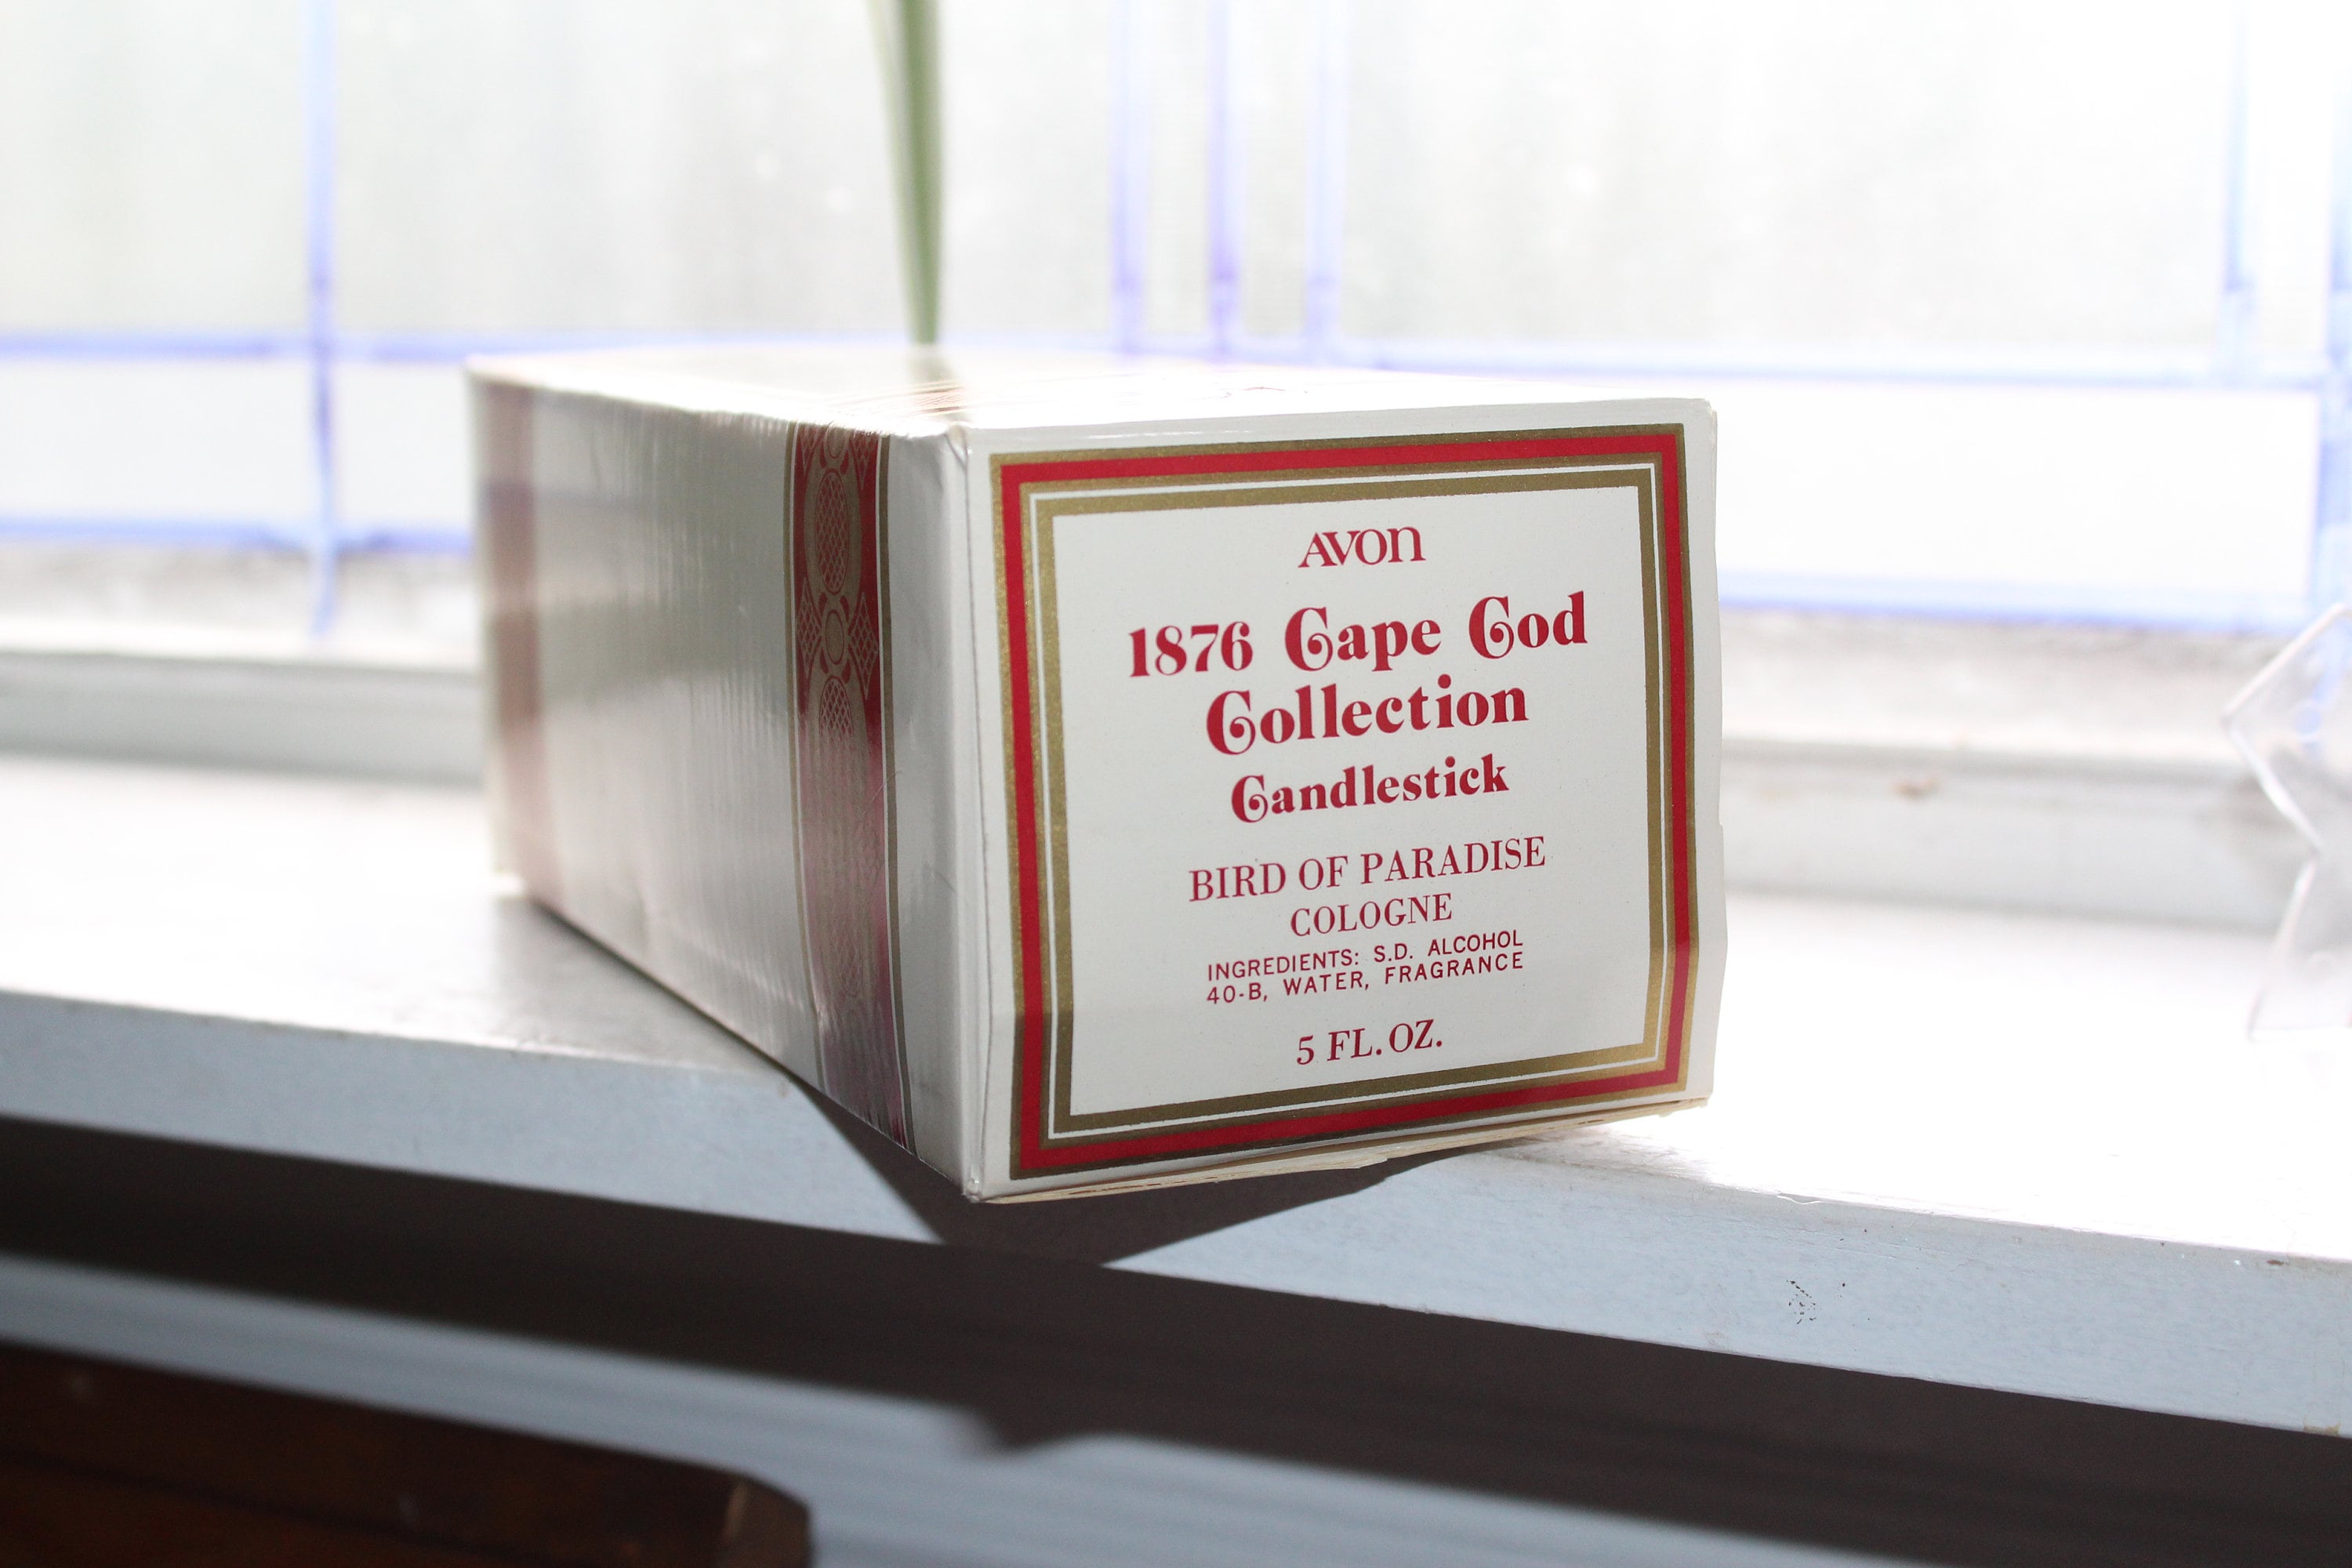 AVON
1876 Cape Cod
Collection
Candlestick
BIRD OF PARADISE
COLOGNE
INGREDIENTS: S.D. ALCOHOL
40-B, WATER, FRAGRANCE
5 FL. OZ.